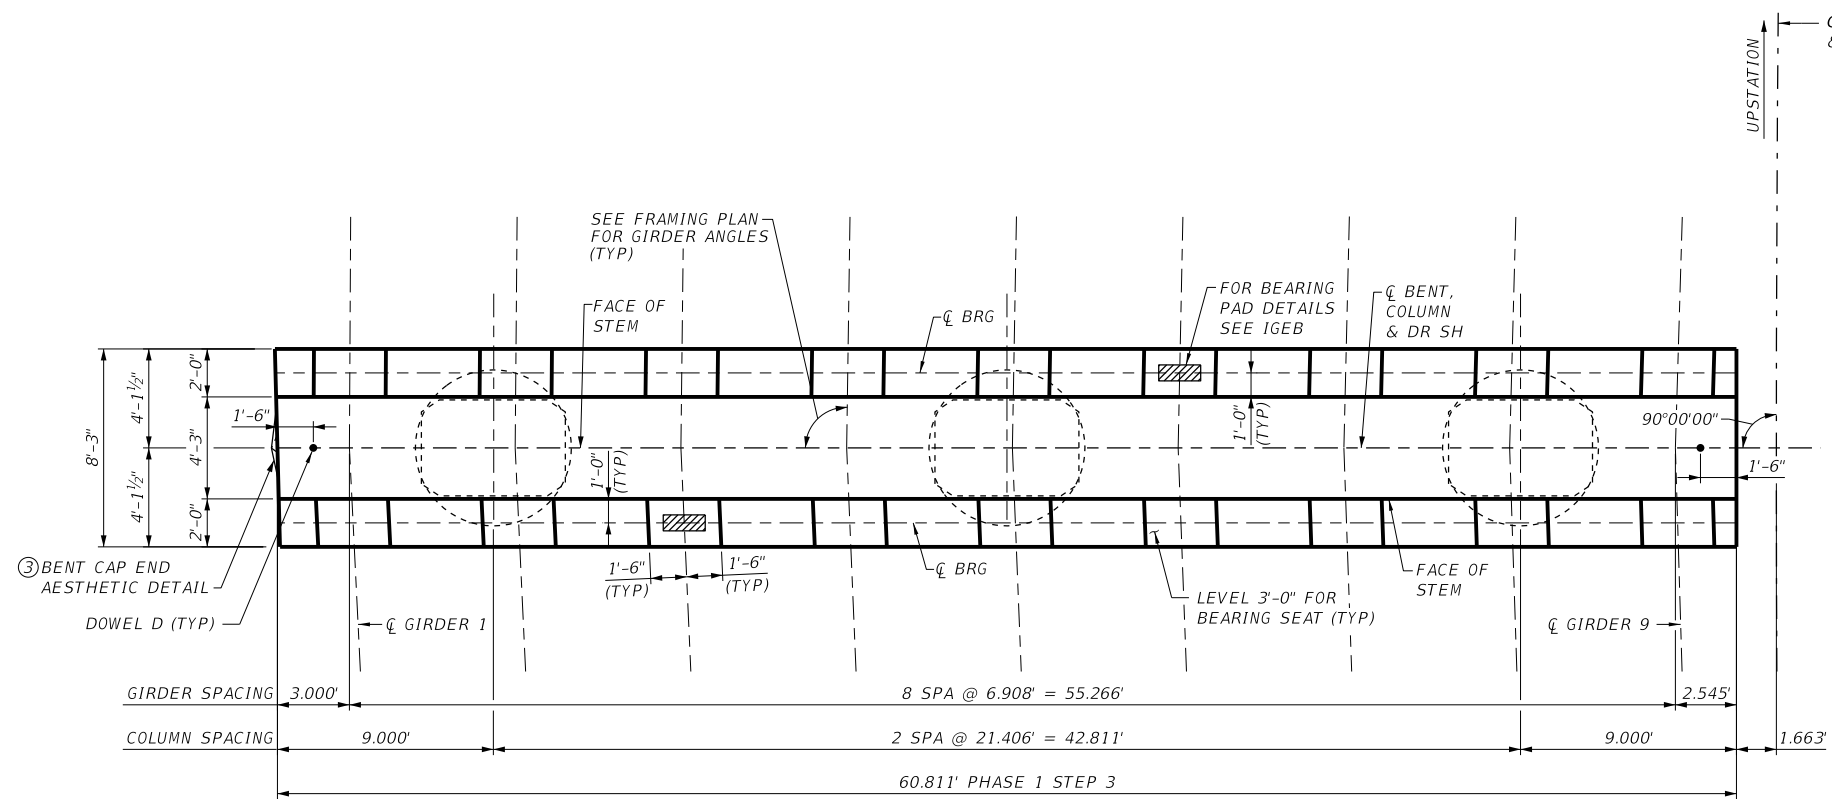 UPSTATION
SEE FRAMING PLAN
FOR GIRDER ANGLES
(TYP)
FACE OF
STEM
℄ BRG
FOR BEARING
PAD DETAILS
SEE IGEB
℄ BENT,
COLUMN
& DR SH
8'-3"
4'-1½"
4'-1½"
2'-0"
4'-3"
2'-0"
1'-6"
1'-0"
(TYP)
1'-0"
(TYP)
90°00'00"
1'-6"
③ BENT CAP END
AESTHETIC DETAIL
DOWEL D (TYP)
℄ GIRDER 1
1'-6"
(TYP)
1'-6"
(TYP)
℄ BRG
LEVEL 3'-0" FOR
BEARING SEAT (TYP)
FACE OF
STEM
℄ GIRDER 9
GIRDER SPACING 3.000' 8 SPA @ 6.908' = 55.266' 2.545'
COLUMN SPACING 9.000' 2 SPA @ 21.406' = 42.811' 9.000' 1.663'
60.811' PHASE 1 STEP 3